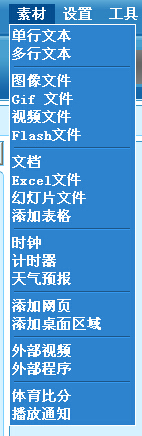 素材 设置 工具
单行文本
多行文本
图像文件
Gif 文件
视频文件
Flash文件
文档
Excel文件
幻灯片文件
添加表格
时钟
计时器
天气预报
添加网页
添加桌面区域
外部视频
外部程序
体育比分
播放通知